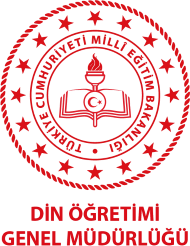 TÜRKİYE CUMHURİYETİ MİLLÎ EĞİTİM BAKANLIĞI
DİN ÖĞRETİMİ
GENEL MÜDÜRLÜĞÜ